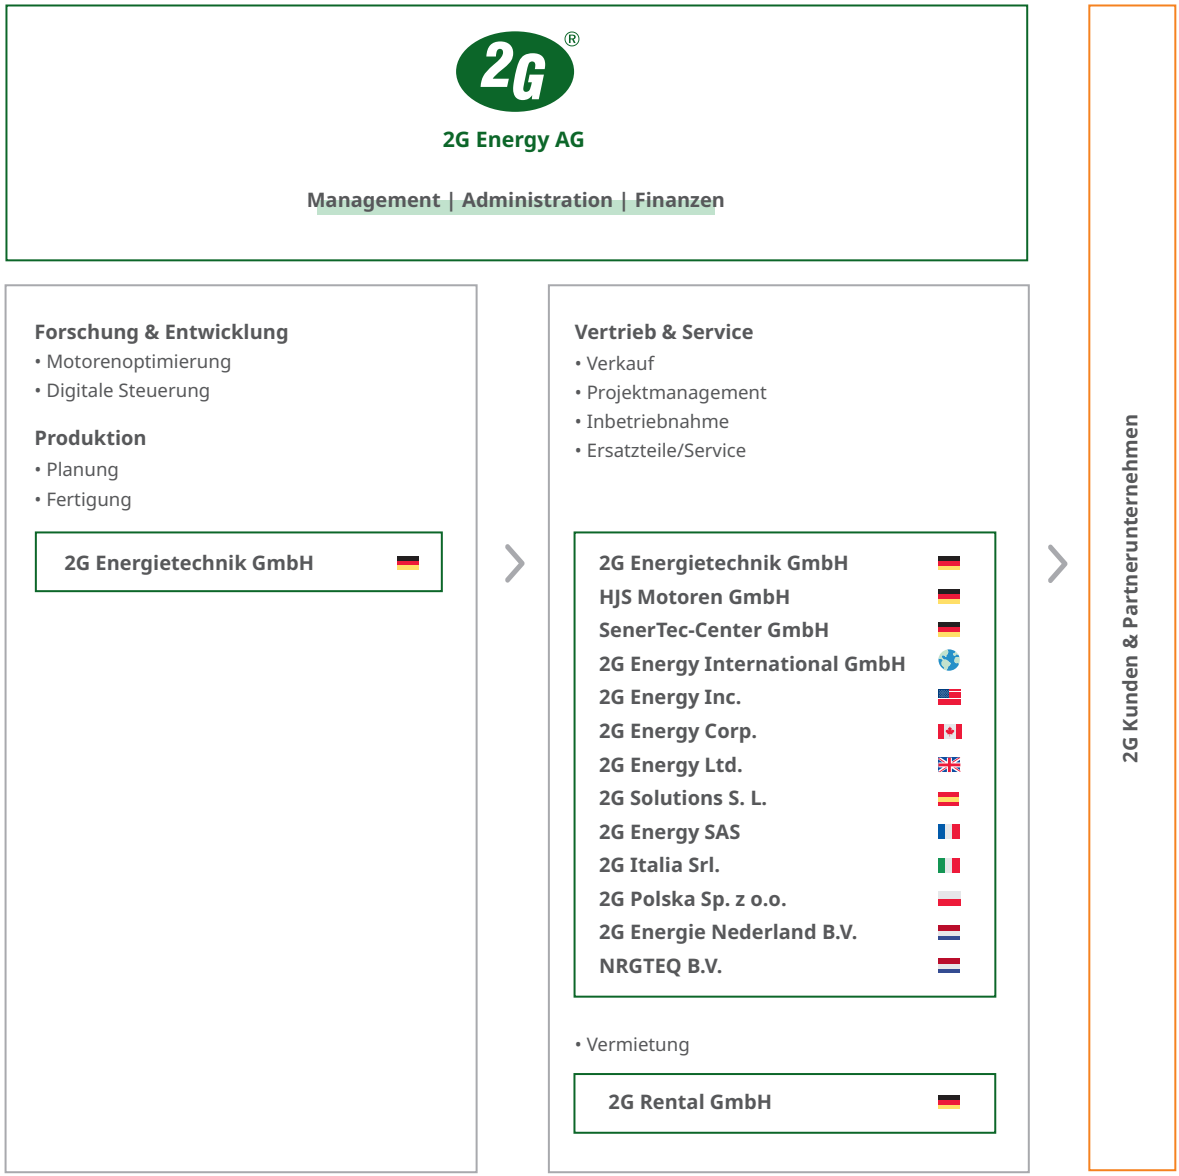 2G ®
2G Energy AG
Management | Administration | Finanzen
Forschung & Entwicklung
• Motorenoptimierung
• Digitale Steuerung
Produktion
• Planung
• Fertigung
2G Energietechnik GmbH
Vertrieb & Service
• Verkauf
• Projektmanagement
• Inbetriebnahme
• Ersatzteile/Service
2G Energietechnik GmbH
HJS Motoren GmbH
SenerTec-Center GmbH
2G Energy International GmbH
2G Energy Inc.
2G Energy Corp.
2G Energy Ltd.
2G Solutions S. L.
2G Energy SAS
2G Italia Srl.
2G Polska Sp. z o.o.
2G Energie Nederland B.V.
NRGTEQ B.V.
• Vermietung
2G Rental GmbH
2G Kunden & Partnerunternehmen